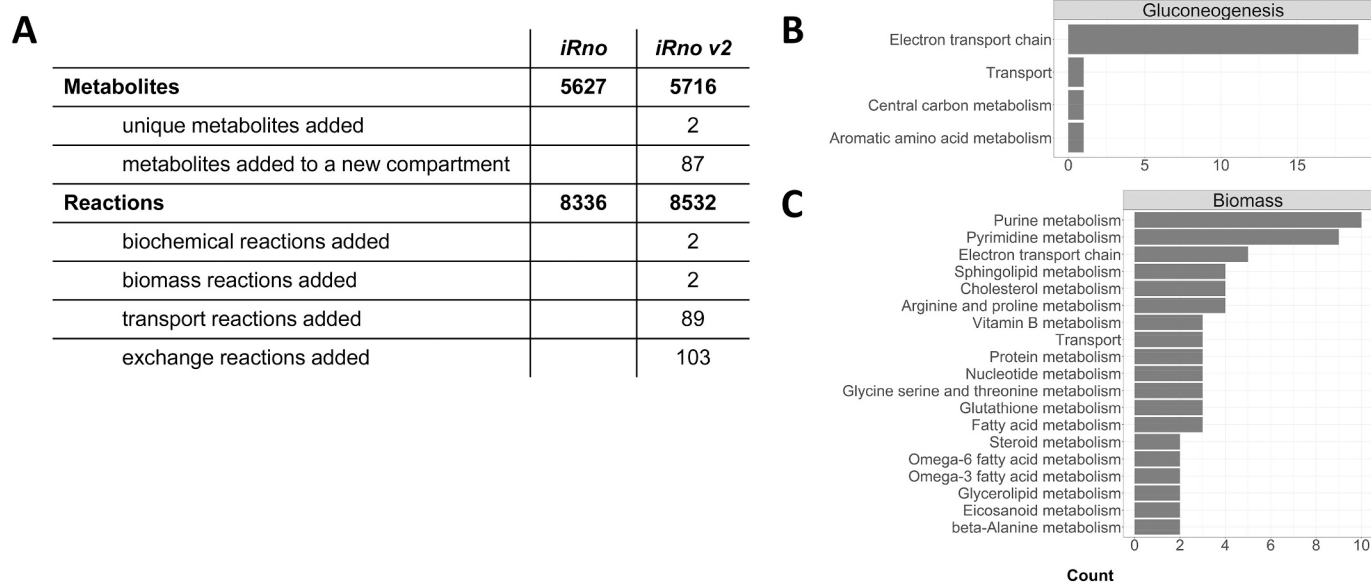 A
iRno iRno v2
Metabolites 5627 5716
unique metabolites added 2
metabolites added to a new compartment 87
Reactions 8336 8532
biochemical reactions added 2
biomass reactions added 2
transport reactions added 89
exchange reactions added 103
B
Gluconeogenesis
Electron transport chain
Transport
Central carbon metabolism
Aromatic amino acid metabolism
0 5 10 15
C
Biomass
Purine metabolism
Pyrimidine metabolism
Electron transport chain
Sphingolipid metabolism
Cholesterol metabolism
Arginine and proline metabolism
Vitamin B metabolism
Transport
Protein metabolism
Nucleotide metabolism
Glycine serine and threonine metabolism
Glutathione metabolism
Fatty acid metabolism
Steroid metabolism
Omega-6 fatty acid metabolism
Omega-3 fatty acid metabolism
Glycerolipid metabolism
Eicosanoid metabolism
beta-Alanine metabolism
0 2 4 6 8 10
Count